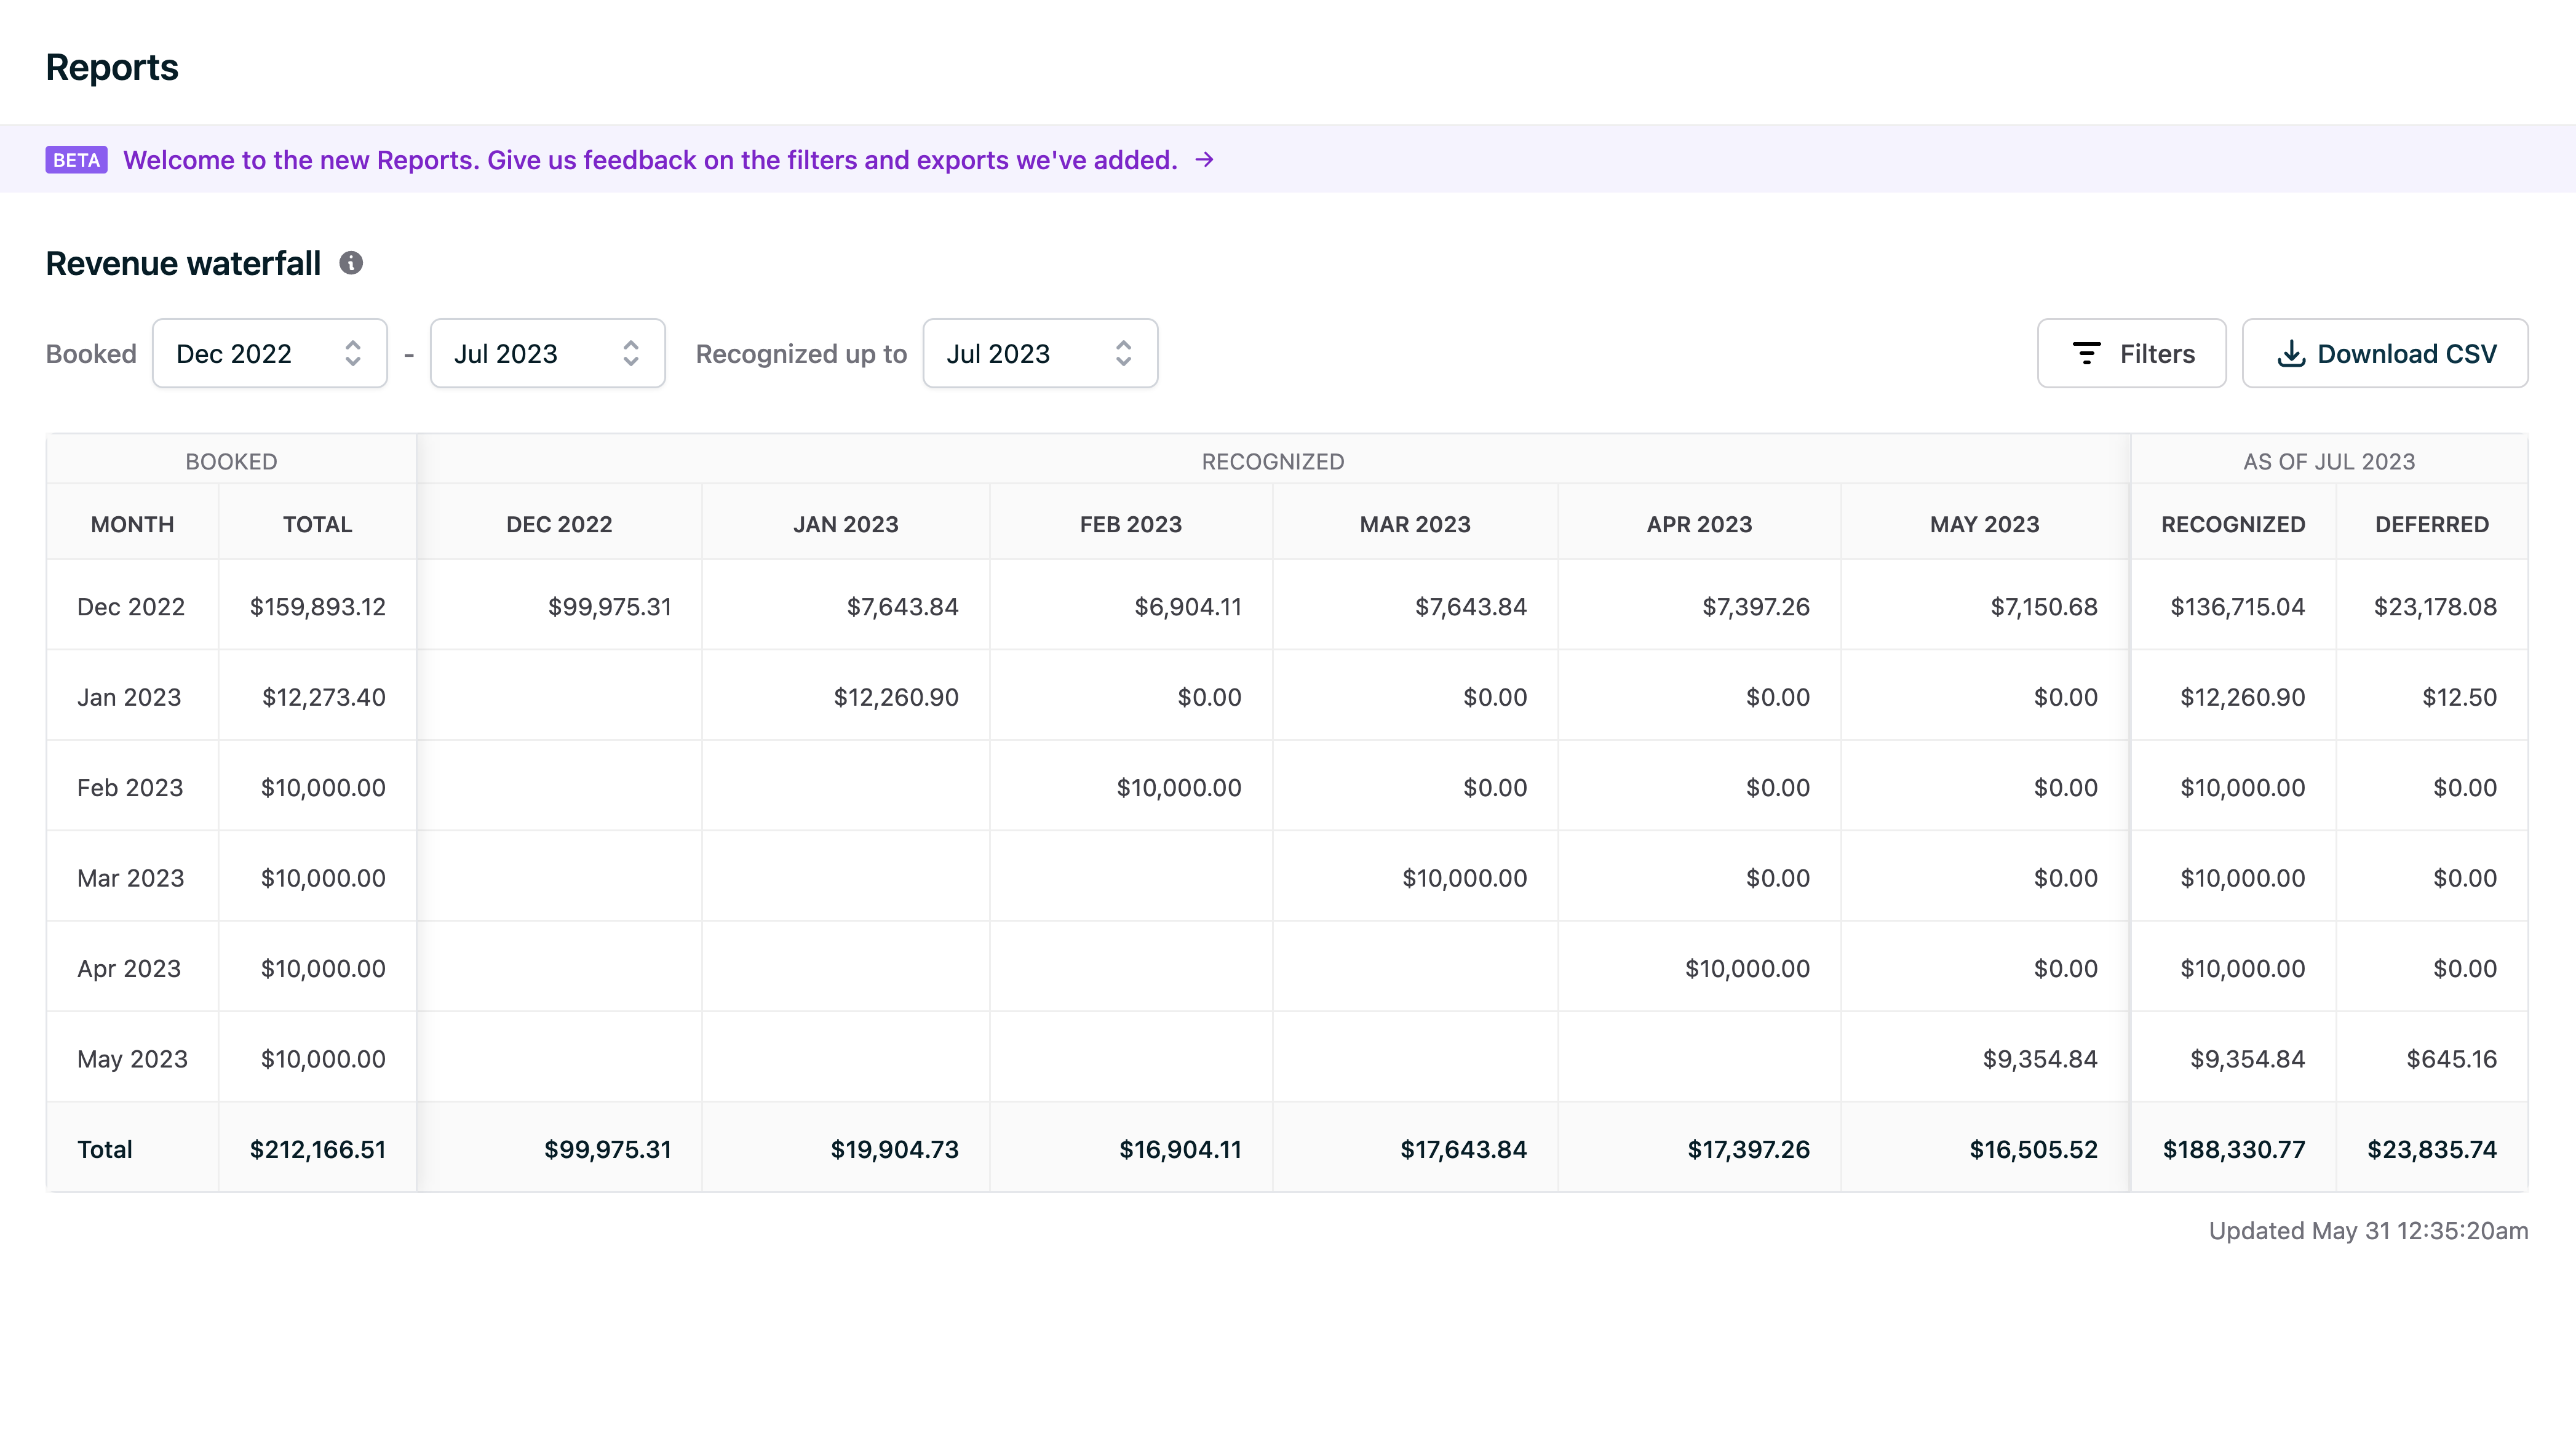 Reports
BETA Welcome to the new Reports. Give us feedback on the filters and exports we've added. →
Revenue waterfall
Booked Dec 2022 - Jul 2023 Recognized up to Jul 2023 Filters Download CSV
BOOKED RECOGNIZED AS OF JUL 2023
MONTH TOTAL DEC 2022 JAN 2023 FEB 2023 MAR 2023 APR 2023 MAY 2023 RECOGNIZED DEFERRED
Dec 2022 $159,893.12 $99,975.31 $7,643.84 $6,904.11 $7,643.84 $7,397.26 $7,150.68 $136,715.04 $23,178.08
Jan 2023 $12,273.40 $12,260.90 $0.00 $0.00 $0.00 $0.00 $12,260.90 $12.50
Feb 2023 $10,000.00 $10,000.00 $0.00 $0.00 $0.00 $10,000.00 $0.00
Mar 2023 $10,000.00 $10,000.00 $0.00 $0.00 $10,000.00 $0.00
Apr 2023 $10,000.00 $10,000.00 $0.00 $10,000.00 $0.00
May 2023 $10,000.00 $9,354.84 $9,354.84 $645.16
Total $212,166.51 $99,975.31 $19,904.73 $16,904.11 $17,643.84 $17,397.26 $16,505.52 $188,330.77 $23,835.74
Updated May 31 12:35:20am